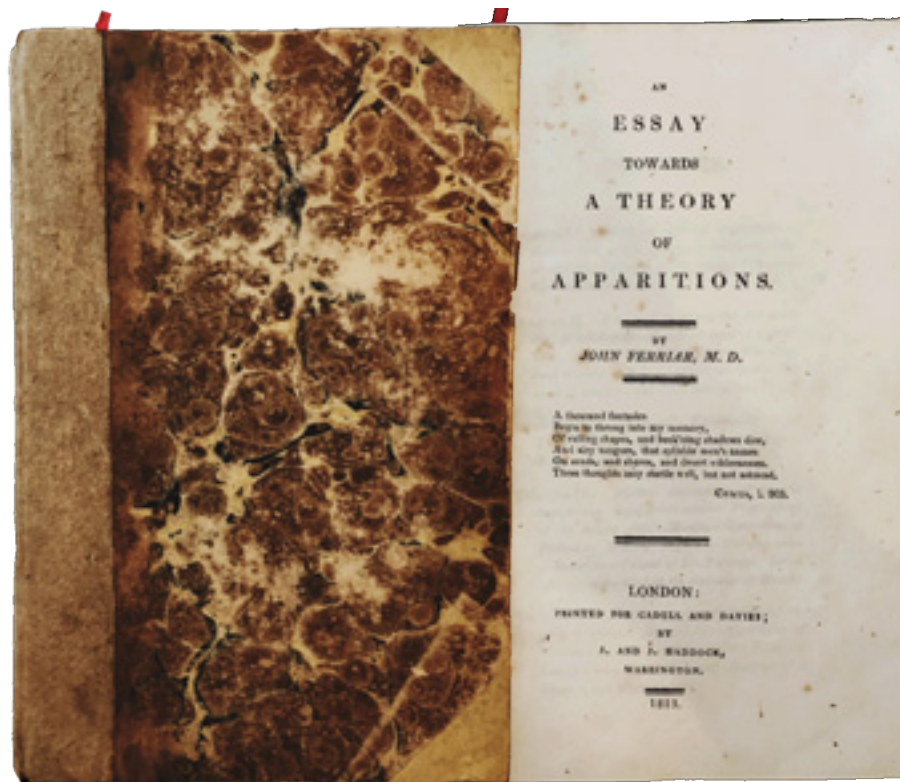 AN
ESSAY
TOWARDS
A THEORY
OF
APPARITIONS.
BY
JOHN FERRIAR, M. D.
A thousand fantasies
Begin to throng into my memory,
Of calling shapes, and beck'ning shadows dire,
And airy tongues, that syllable men's names
On sands, and shores, and desert wildernesses.
These thoughts may startle well, but not astound.
Comus, l.
LONDON:
PRINTED FOR CADELL AND DAVIES;
BY
J. AND J. HADDOCK,
WARRINGTON.
1813.